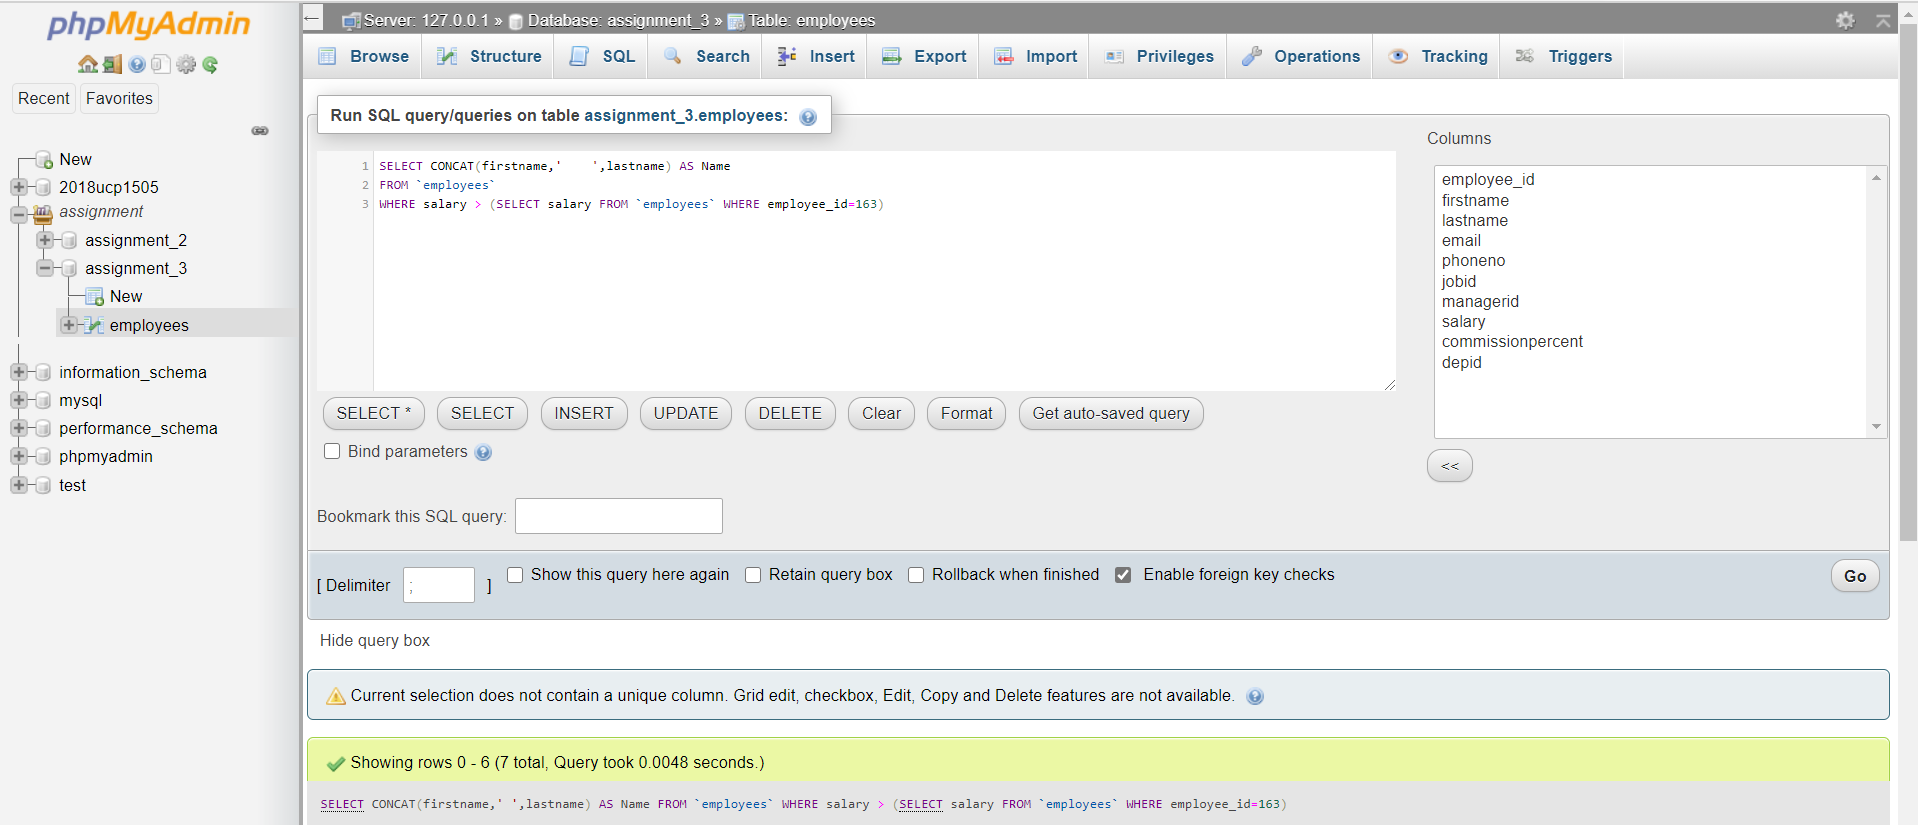 phpMyAdmin
Recent Favorites
New
2018ucp1505
assignment
assignment_2
assignment_3
New
employees
information_schema
mysql
performance_schema
phpmyadmin
test
← Server: 127.0.0.1 » Database: assignment_3 » Table: employees
Browse Structure SQL Search Insert Export Import Privileges Operations Tracking Triggers
Run SQL query/queries on table assignment_3.employees:
1 SELECT CONCAT(firstname,'    ',lastname) AS Name
2 FROM `employees`
3 WHERE salary > (SELECT salary FROM `employees` WHERE employee_id=163)
Columns
employee_id
firstname
lastname
email
phoneno
jobid
managerid
salary
commissionpercent
depid
SELECT * SELECT INSERT UPDATE DELETE Clear Format Get auto-saved query
<<
Bind parameters
Bookmark this SQL query:
[ Delimiter ; ] Show this query here again Retain query box Rollback when finished Enable foreign key checks Go
Hide query box
Current selection does not contain a unique column. Grid edit, checkbox, Edit, Copy and Delete features are not available.
Showing rows 0 - 6 (7 total, Query took 0.0048 seconds.)
SELECT CONCAT(firstname,' ',lastname) AS Name FROM `employees` WHERE salary > (SELECT salary FROM `employees` WHERE employee_id=163)